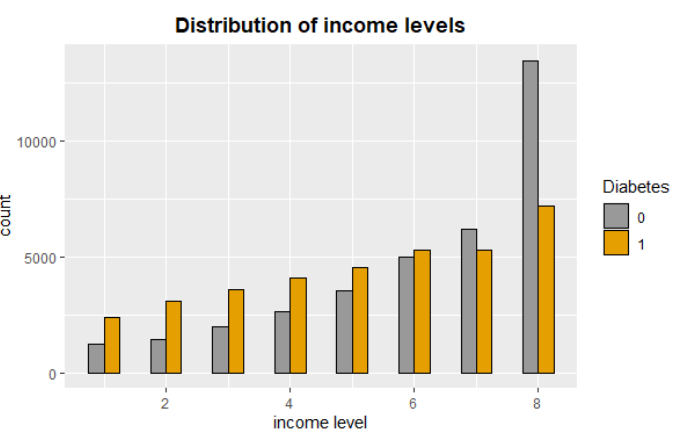 Distribution of income levels
10000
5000
0
count
2 4 6 8
income level
Diabetes
0
1